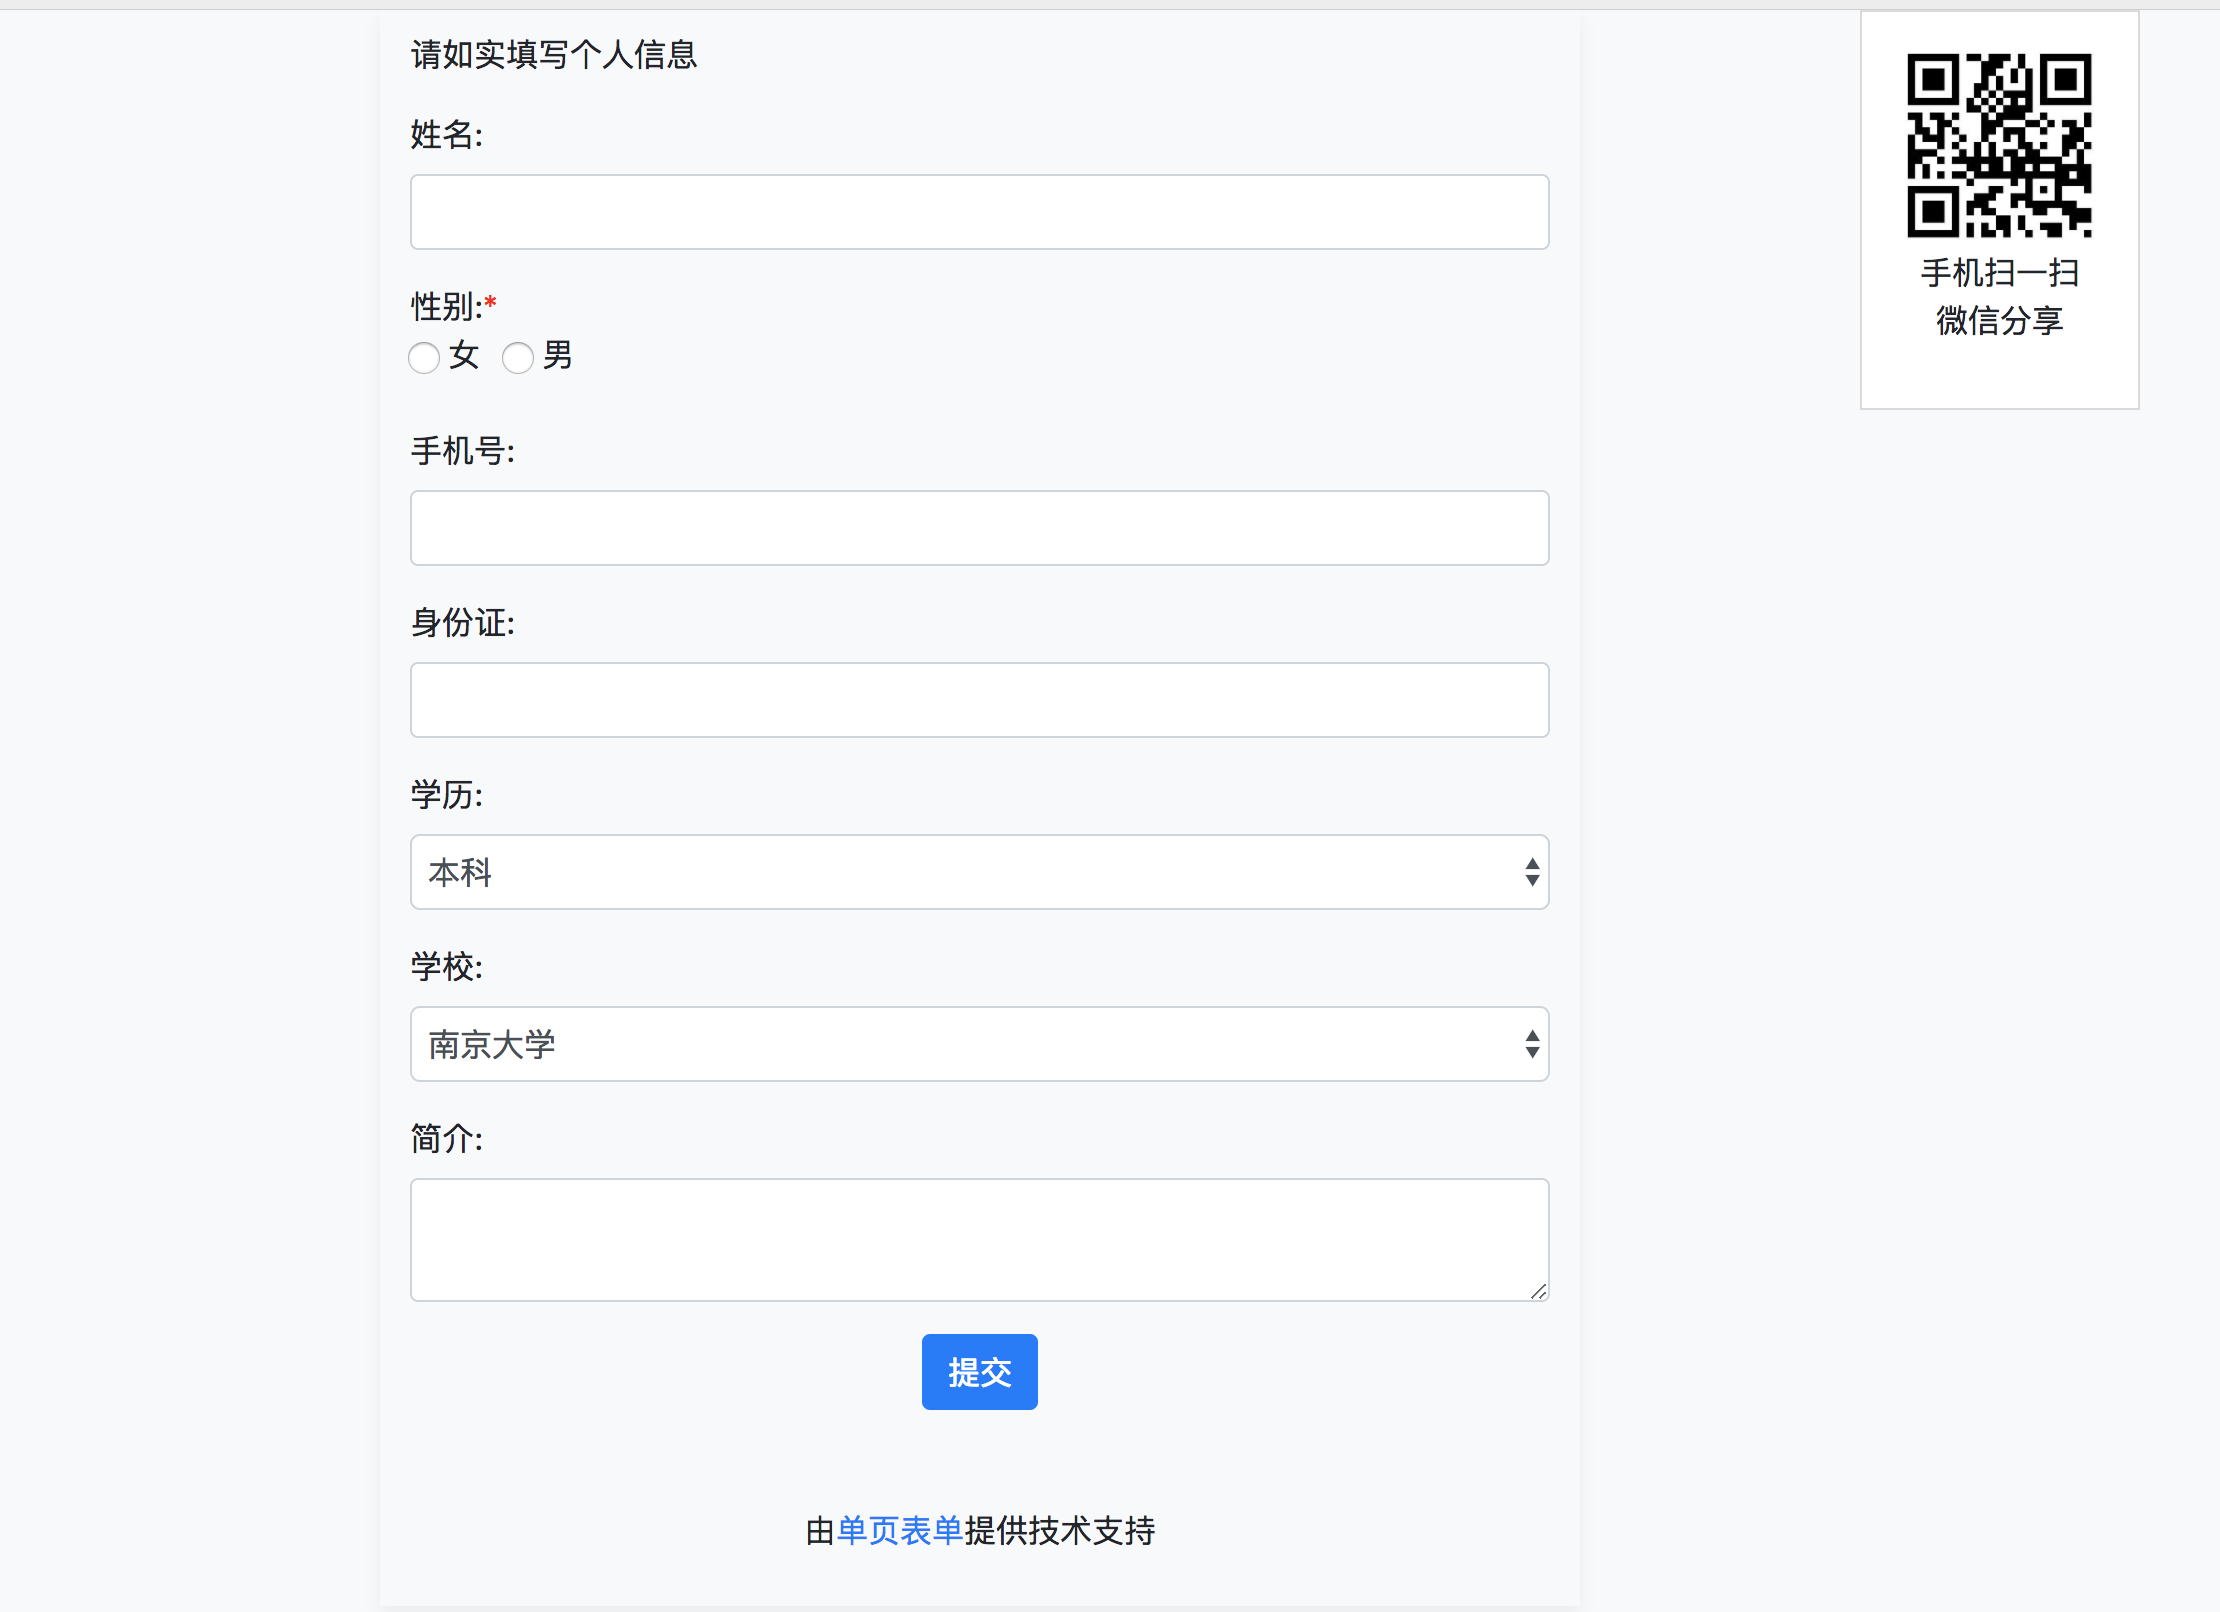 请如实填写个人信息
姓名:
性别:*
女 男
手机号:
身份证:
学历:
本科
学校:
南京大学
简介:
提交
由单页表单提供技术支持
手机扫一扫
微信分享